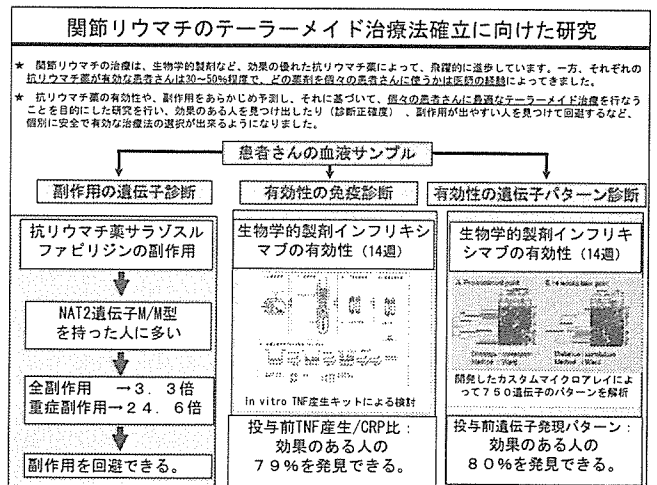 関節リウマチのテーラーメイド治療法確立に向けた研究
★ 関節リウマチの治療は、生物学的製剤など、効果の優れた抗リウマチ薬によって、飛躍的に進歩しています。一方、それぞれの
抗リウマチ薬が有効な患者さんは30～50%程度で、どの薬剤を個々の患者さんに使うかは医師の経験によってきました。
★ 抗リウマチ薬の有効性や、副作用をあらかじめ予測し、それに基づいて、個々の患者さんに最適なテーラーメイド治療を行なう
ことを目的にした研究を行い、効果のある人を見つけ出したり（診断正確度）、副作用が出やすい人を見つけて回避するなど、
個別に安全で有効な治療法の選択が出来るようになりました。
患者さんの血液サンプル
副作用の遺伝子診断
抗リウマチ薬サラゾスル
ファピリジンの副作用
NAT2遺伝子M/M型
を持った人に多い
全副作用 →3．3倍
重症副作用→24．6倍
副作用を回避できる。
有効性の免疫診断
生物学的製剤インフリキシ
マブの有効性（14週）
In vitro TNF産生キットによる検討
投与前TNF産生/CRP比：
効果のある人の
79%を発見できる。
有効性の遺伝子パターン診断
生物学的製剤インフリキ
シマブの有効性（14週）
開発したカスタムマイクロアレイによ
って750遺伝子のパターンを解析
投与前遺伝子発現パターン：
効果のある人の
80%を発見できる。